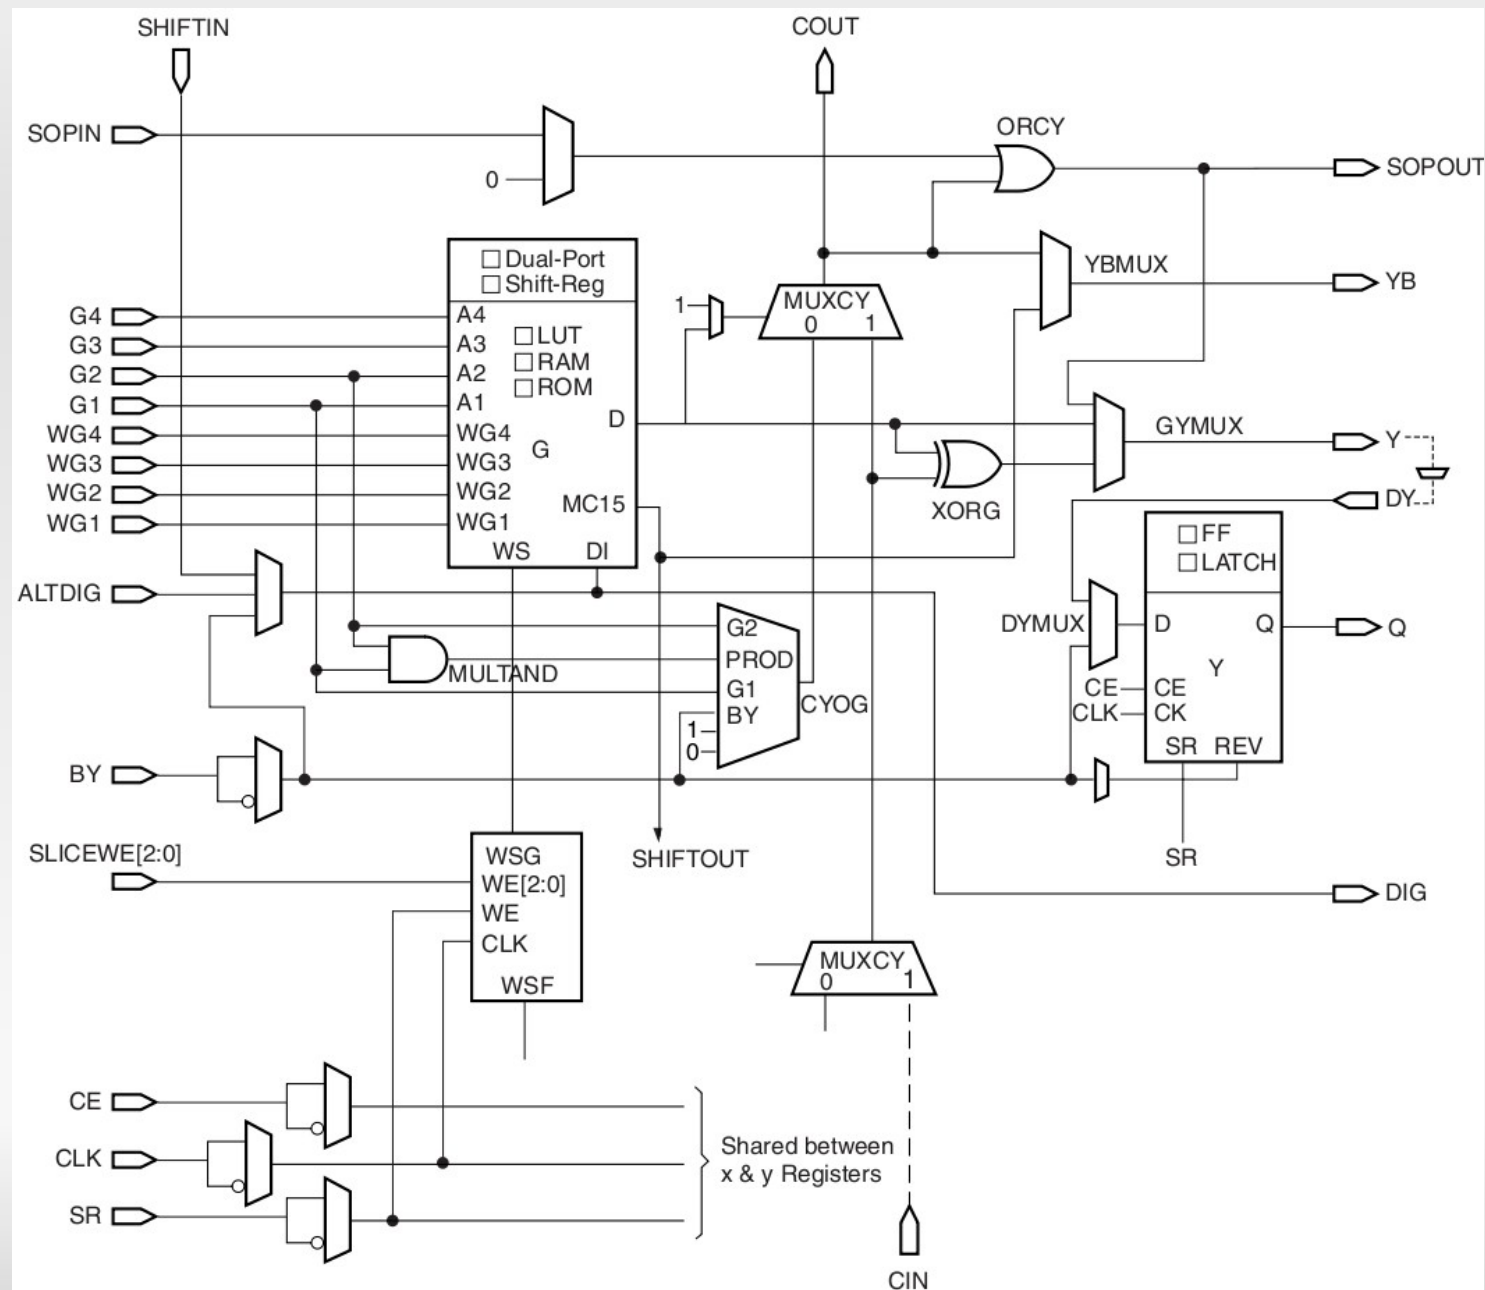 SHIFTIN
COUT
SOPIN
0
ORCY
SOPOUT
Dual-Port
Shift-Reg
YBMUX
YB
1
MUXCY
0 1
G4
G3
G2
G1
WG4
WG3
WG2
WG1
A4
A3
A2
A1
WG4
WG3
WG2
WG1
LUT
RAM
ROM
D
G
MC15
WS DI
GYMUX
Y
XORG
DY
FF
LATCH
ALTDIG
DYMUX
D
Q
Q
Y
CE
CE
CLK
CK
SR REV
G2
PROD
G1
BY
1
0
MULTAND
CYOG
BY
SHIFTOUT
SR
SLICEWE[2:0]
WSG
WE[2:0]
WE
CLK
WSF
DIG
MUXCY
0 1
CE
CLK
SR
Shared between
x & y Registers
CIN